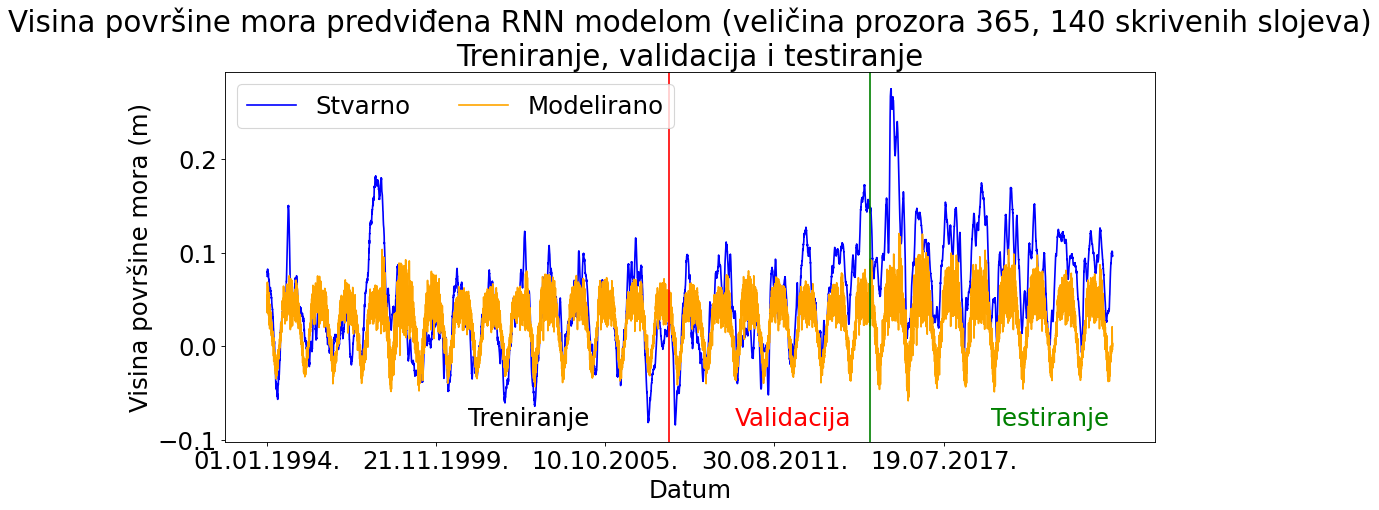 Visina površine mora predviđena RNN modelom (veličina prozora 365, 140 skrivenih slojeva)
Treniranje, validacija i testiranje
Stvarno
Modelirano
Visina površine mora (m)
0.2
0.1
0.0
−0.1
Treniranje
Validacija
Testiranje
01.01.1994.
21.11.1999.
10.10.2005.
30.08.2011.
19.07.2017.
Datum